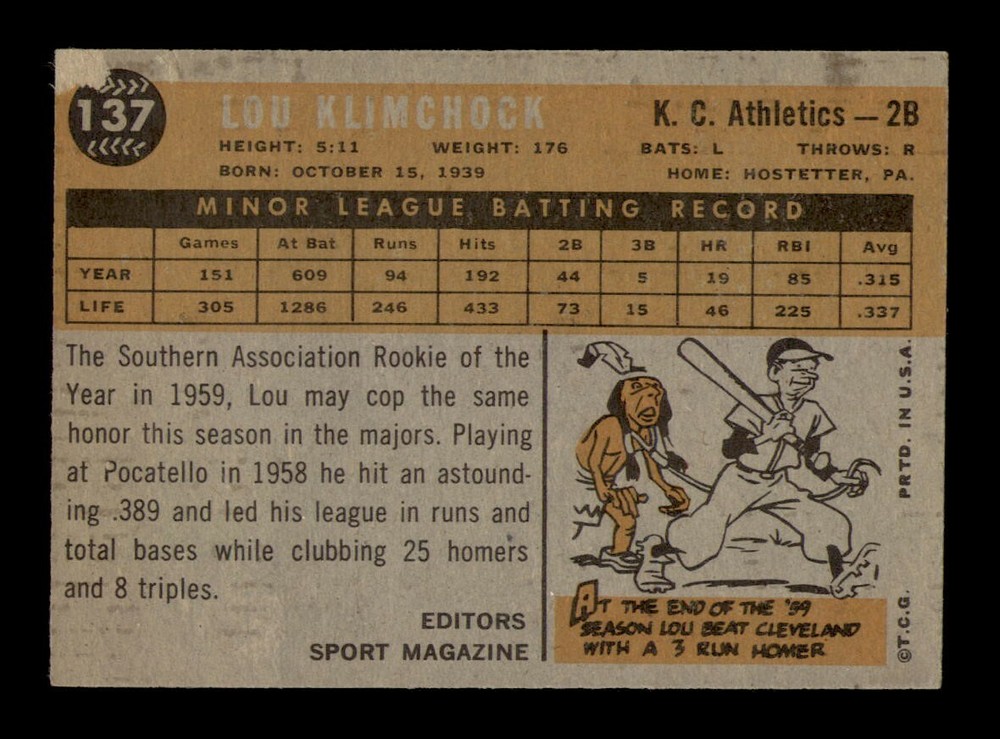 137
LOU KLIMCHOCK
K. C. Athletics — 2B
HEIGHT: 5:11 WEIGHT: 176 BATS: L THROWS: R
BORN: OCTOBER 15, 1939 HOME: HOSTETTER, PA.
MINOR LEAGUE BATTING RECORD
Games At Bat Runs Hits 2B 3B HR RBI Avg
YEAR 151 609 94 192 44 5 19 85 .315
LIFE 305 1286 246 433 73 15 46 225 .337
The Southern Association Rookie of the
Year in 1959, Lou may cop the same
honor this season in the majors. Playing
at Pocatello in 1958 he hit an astound-
ing .389 and led his league in runs and
total bases while clubbing 25 homers
and 8 triples.
EDITORS
SPORT MAGAZINE
AT THE END OF THE '59
SEASON LOU BEAT CLEVELAND
WITH A 3 RUN HOMER
©T.C.G. PRTD. IN U.S.A.